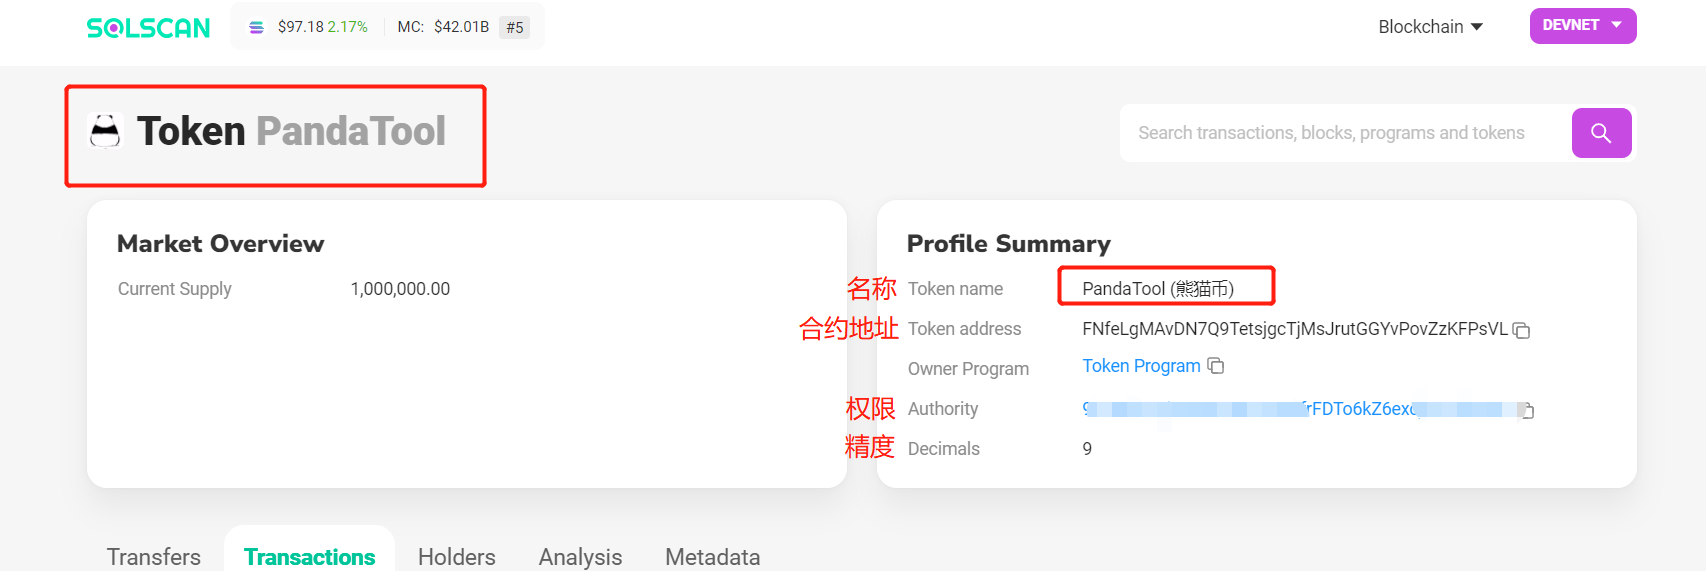 SOLSCAN
$97.18 2.17% MC: $42.01B #5
Blockchain
DEVNET
Token PandaTool
Search transactions, blocks, programs and tokens
Market Overview
Current Supply 1,000,000.00
Profile Summary
名称 Token name PandaTool (熊猫币)
合约地址 Token address FNfeLgMAvDN7Q9TetsjgcTjMsJrutGGYvPovZzKFPsVL
Owner Program Token Program
权限 Authority frFDTo6kZ6exc
精度 Decimals 9
Transfers Transactions Holders Analysis Metadata